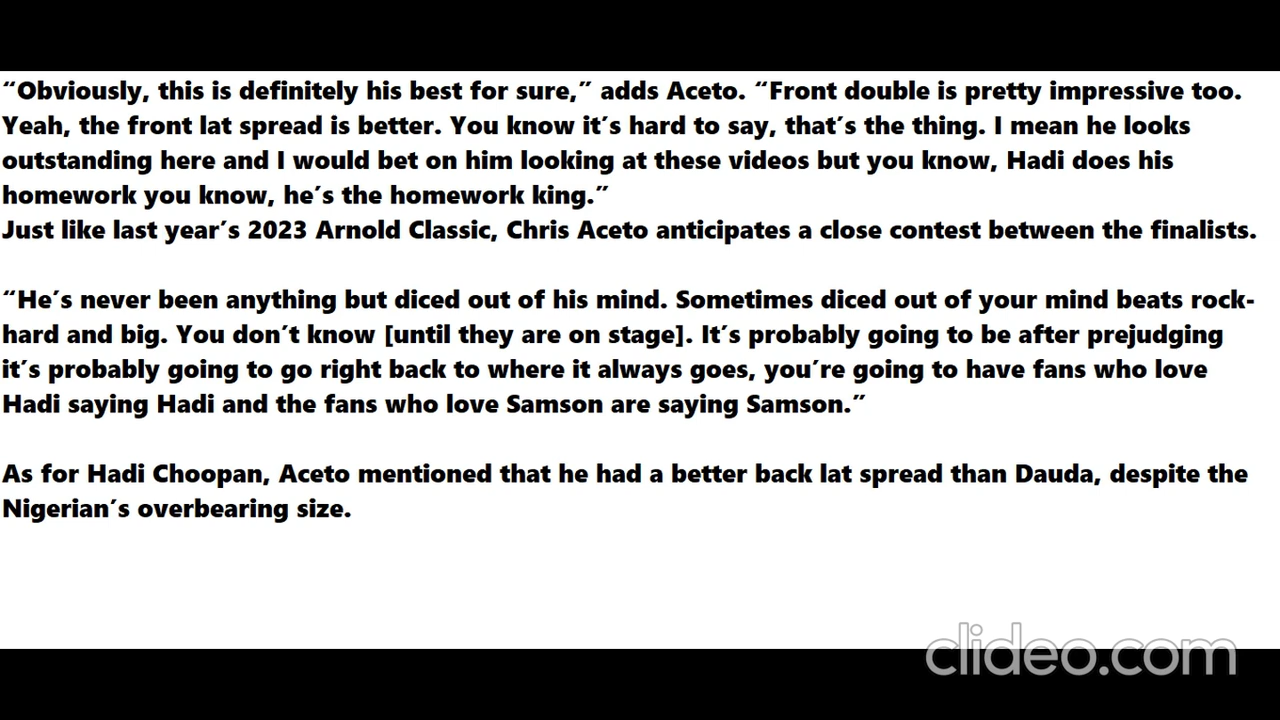 “Obviously, this is definitely his best for sure,” adds Aceto. “Front double is pretty impressive too.
Yeah, the front lat spread is better. You know it’s hard to say, that’s the thing. I mean he looks
outstanding here and I would bet on him looking at these videos but you know, Hadi does his
homework you know, he’s the homework king.”
Just like last year’s 2023 Arnold Classic, Chris Aceto anticipates a close contest between the finalists.
“He’s never been anything but diced out of his mind. Sometimes diced out of your mind beats rock-
hard and big. You don’t know [until they are on stage]. It’s probably going to be after prejudging
it’s probably going to go right back to where it always goes, you’re going to have fans who love
Hadi saying Hadi and the fans who love Samson are saying Samson.”
As for Hadi Choopan, Aceto mentioned that he had a better back lat spread than Dauda, despite the
Nigerian’s overbearing size.
clideo.com